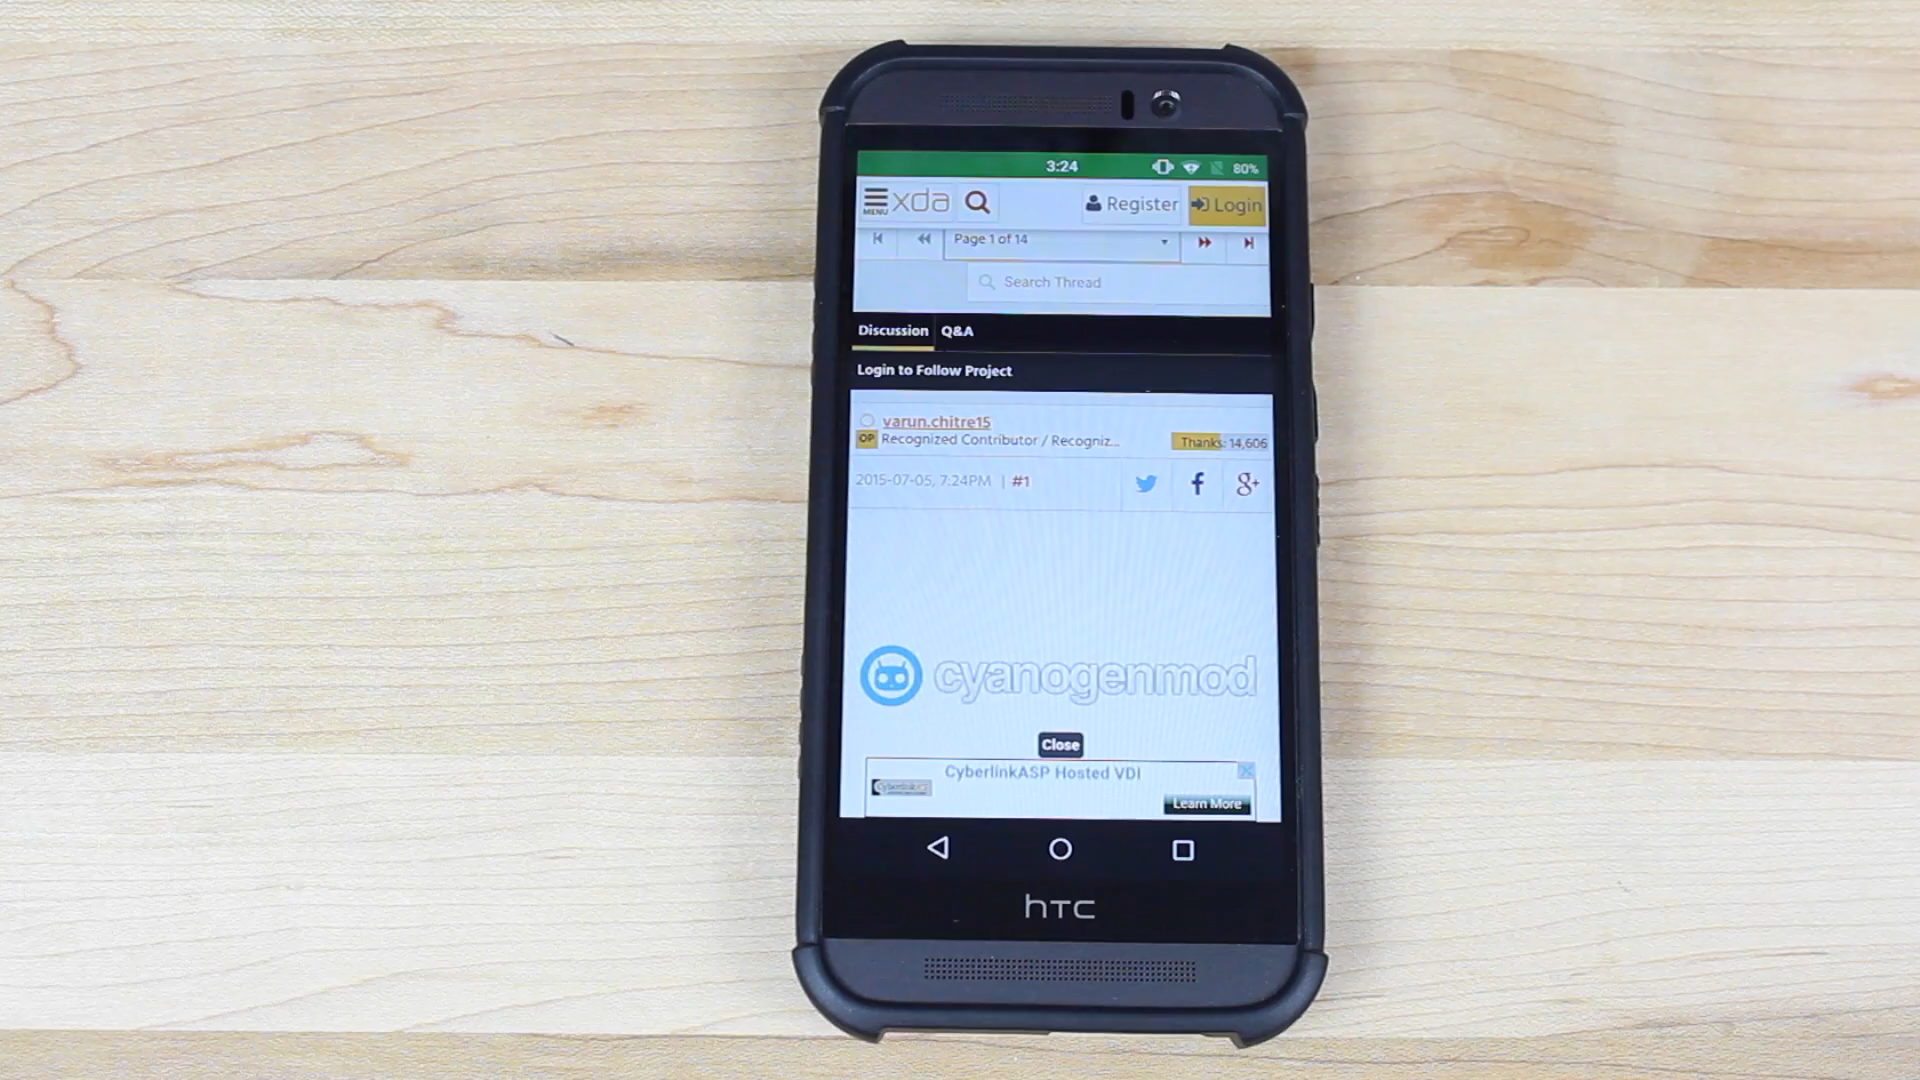 3:24 80%
MENU xda Register Login
Page 1 of 14
Search Thread
Discussion Q&A
Login to Follow Project
varun.chitre15
OP Recognized Contributor / Recogniz... Thanks: 14,606
2015-07-05, 7:24PM | #1
cyanogenmod
Close
CyberlinkASP Hosted VDI
Learn More
hTC